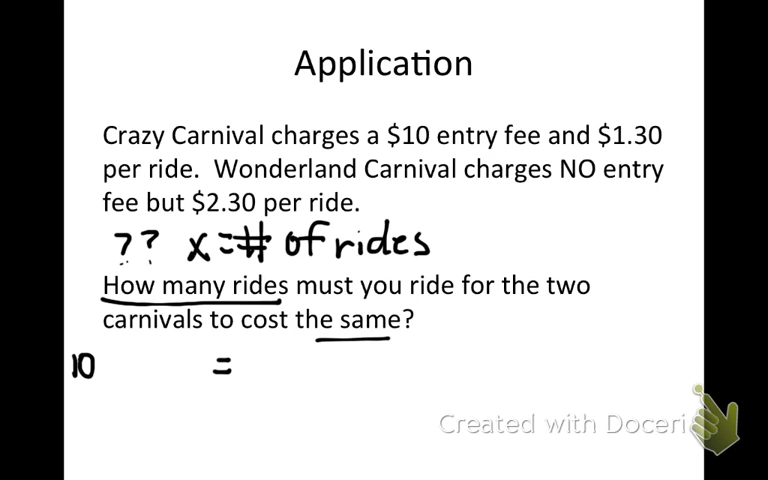 Application
Crazy Carnival charges a $10 entry fee and $1.30
per ride. Wonderland Carnival charges NO entry
fee but $2.30 per ride.
?? x = # of rides
How many rides must you ride for the two
carnivals to cost the same?
10 =
Created with Doceri